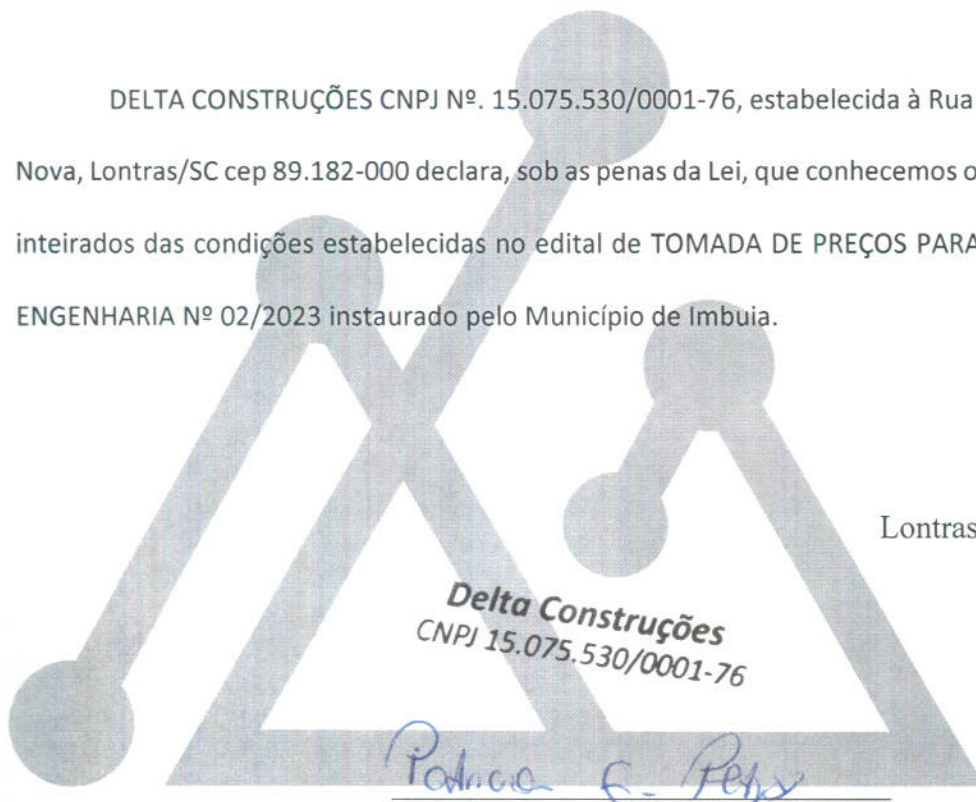 DELTA CONSTRUÇÕES CNPJ Nº. 15.075.530/0001-76, estabelecida à Rua
Nova, Lontras/SC cep 89.182-000 declara, sob as penas da Lei, que conhecemos o
inteirados das condições estabelecidas no edital de TOMADA DE PREÇOS PARA
ENGENHARIA Nº 02/2023 instaurado pelo Município de Imbuia.
Lontras
Delta Construções
CNPJ 15.075.530/0001-76